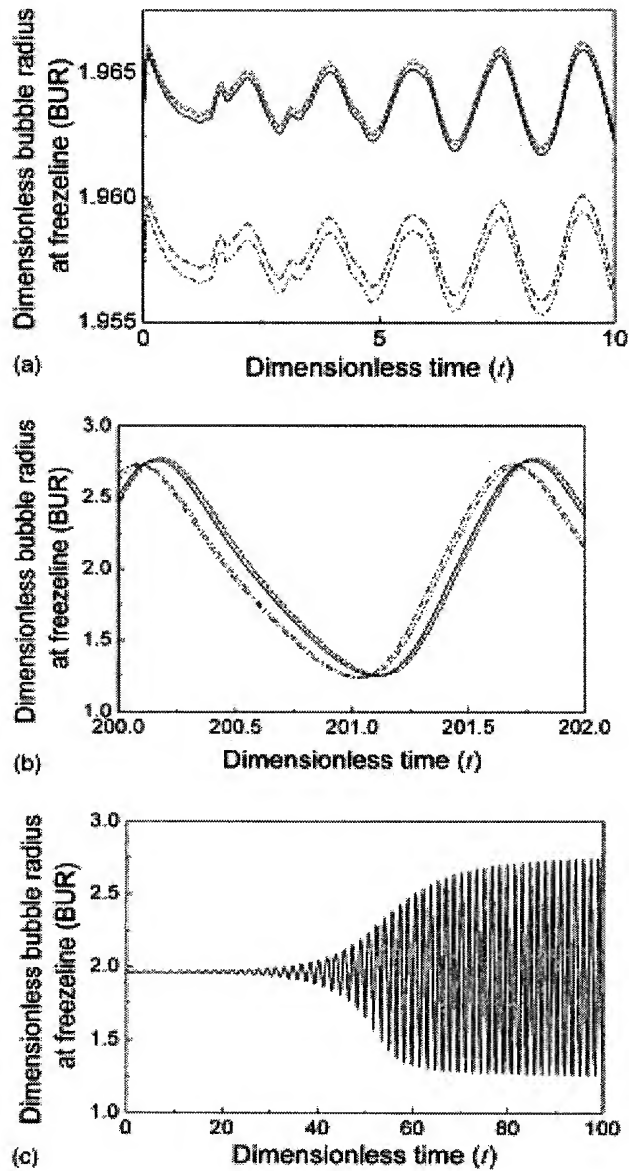 (a)
Dimensionless bubble radius
at freezeline (BUR)
1.965
1.960
1.955
0
5
10
Dimensionless time (t)
(b)
Dimensionless bubble radius
at freezeline (BUR)
3.0
2.5
2.0
1.5
1.0
200.0
200.5
201.0
201.5
202.0
Dimensionless time (t)
(c)
Dimensionless bubble radius
at freezeline (BUR)
3.0
2.5
2.0
1.5
1.0
0
20
40
60
80
100
Dimensionless time (t)